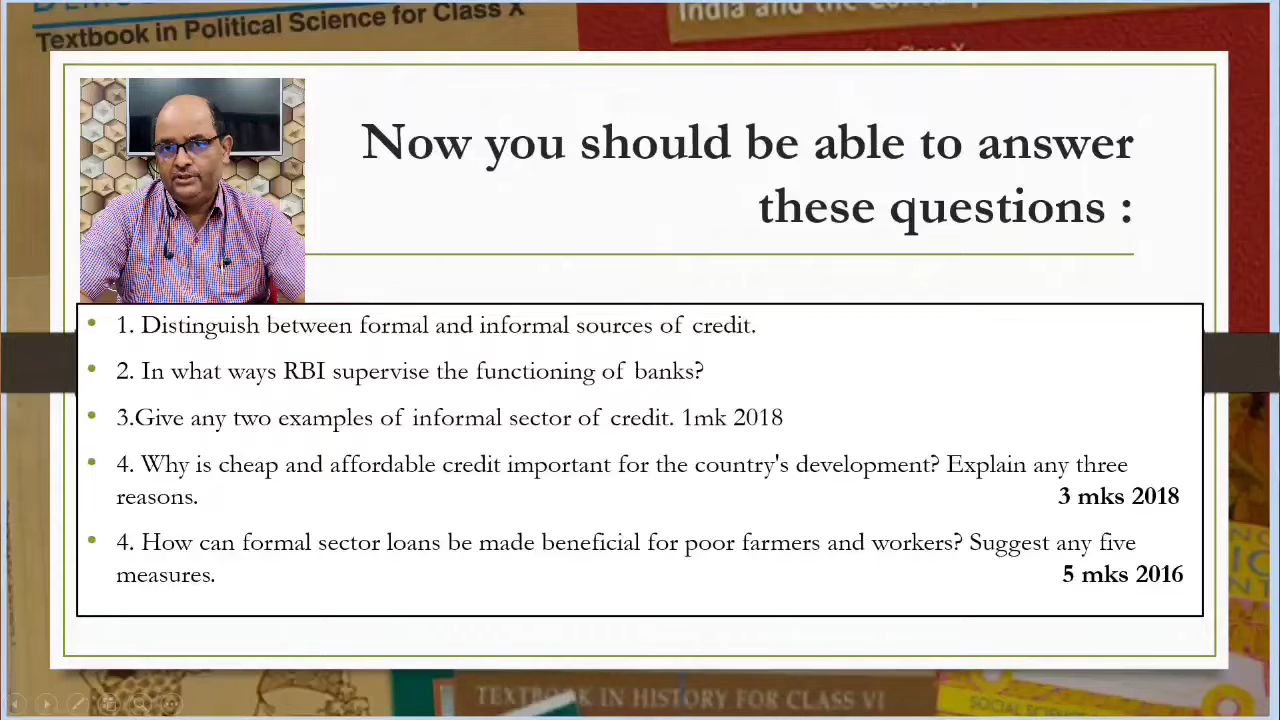 Textbook in Political Science for Class X
India and the
Now you should be able to answer
these questions :
• 1. Distinguish between formal and informal sources of credit.
• 2. In what ways RBI supervise the functioning of banks?
• 3.Give any two examples of informal sector of credit. 1mk 2018
• 4. Why is cheap and affordable credit important for the country's development? Explain any three
reasons. 3 mks 2018
• 4. How can formal sector loans be made beneficial for poor farmers and workers? Suggest any five
measures. 5 mks 2016
TEXTBOOK IN HISTORY FOR CLASS VI
SOCIAL